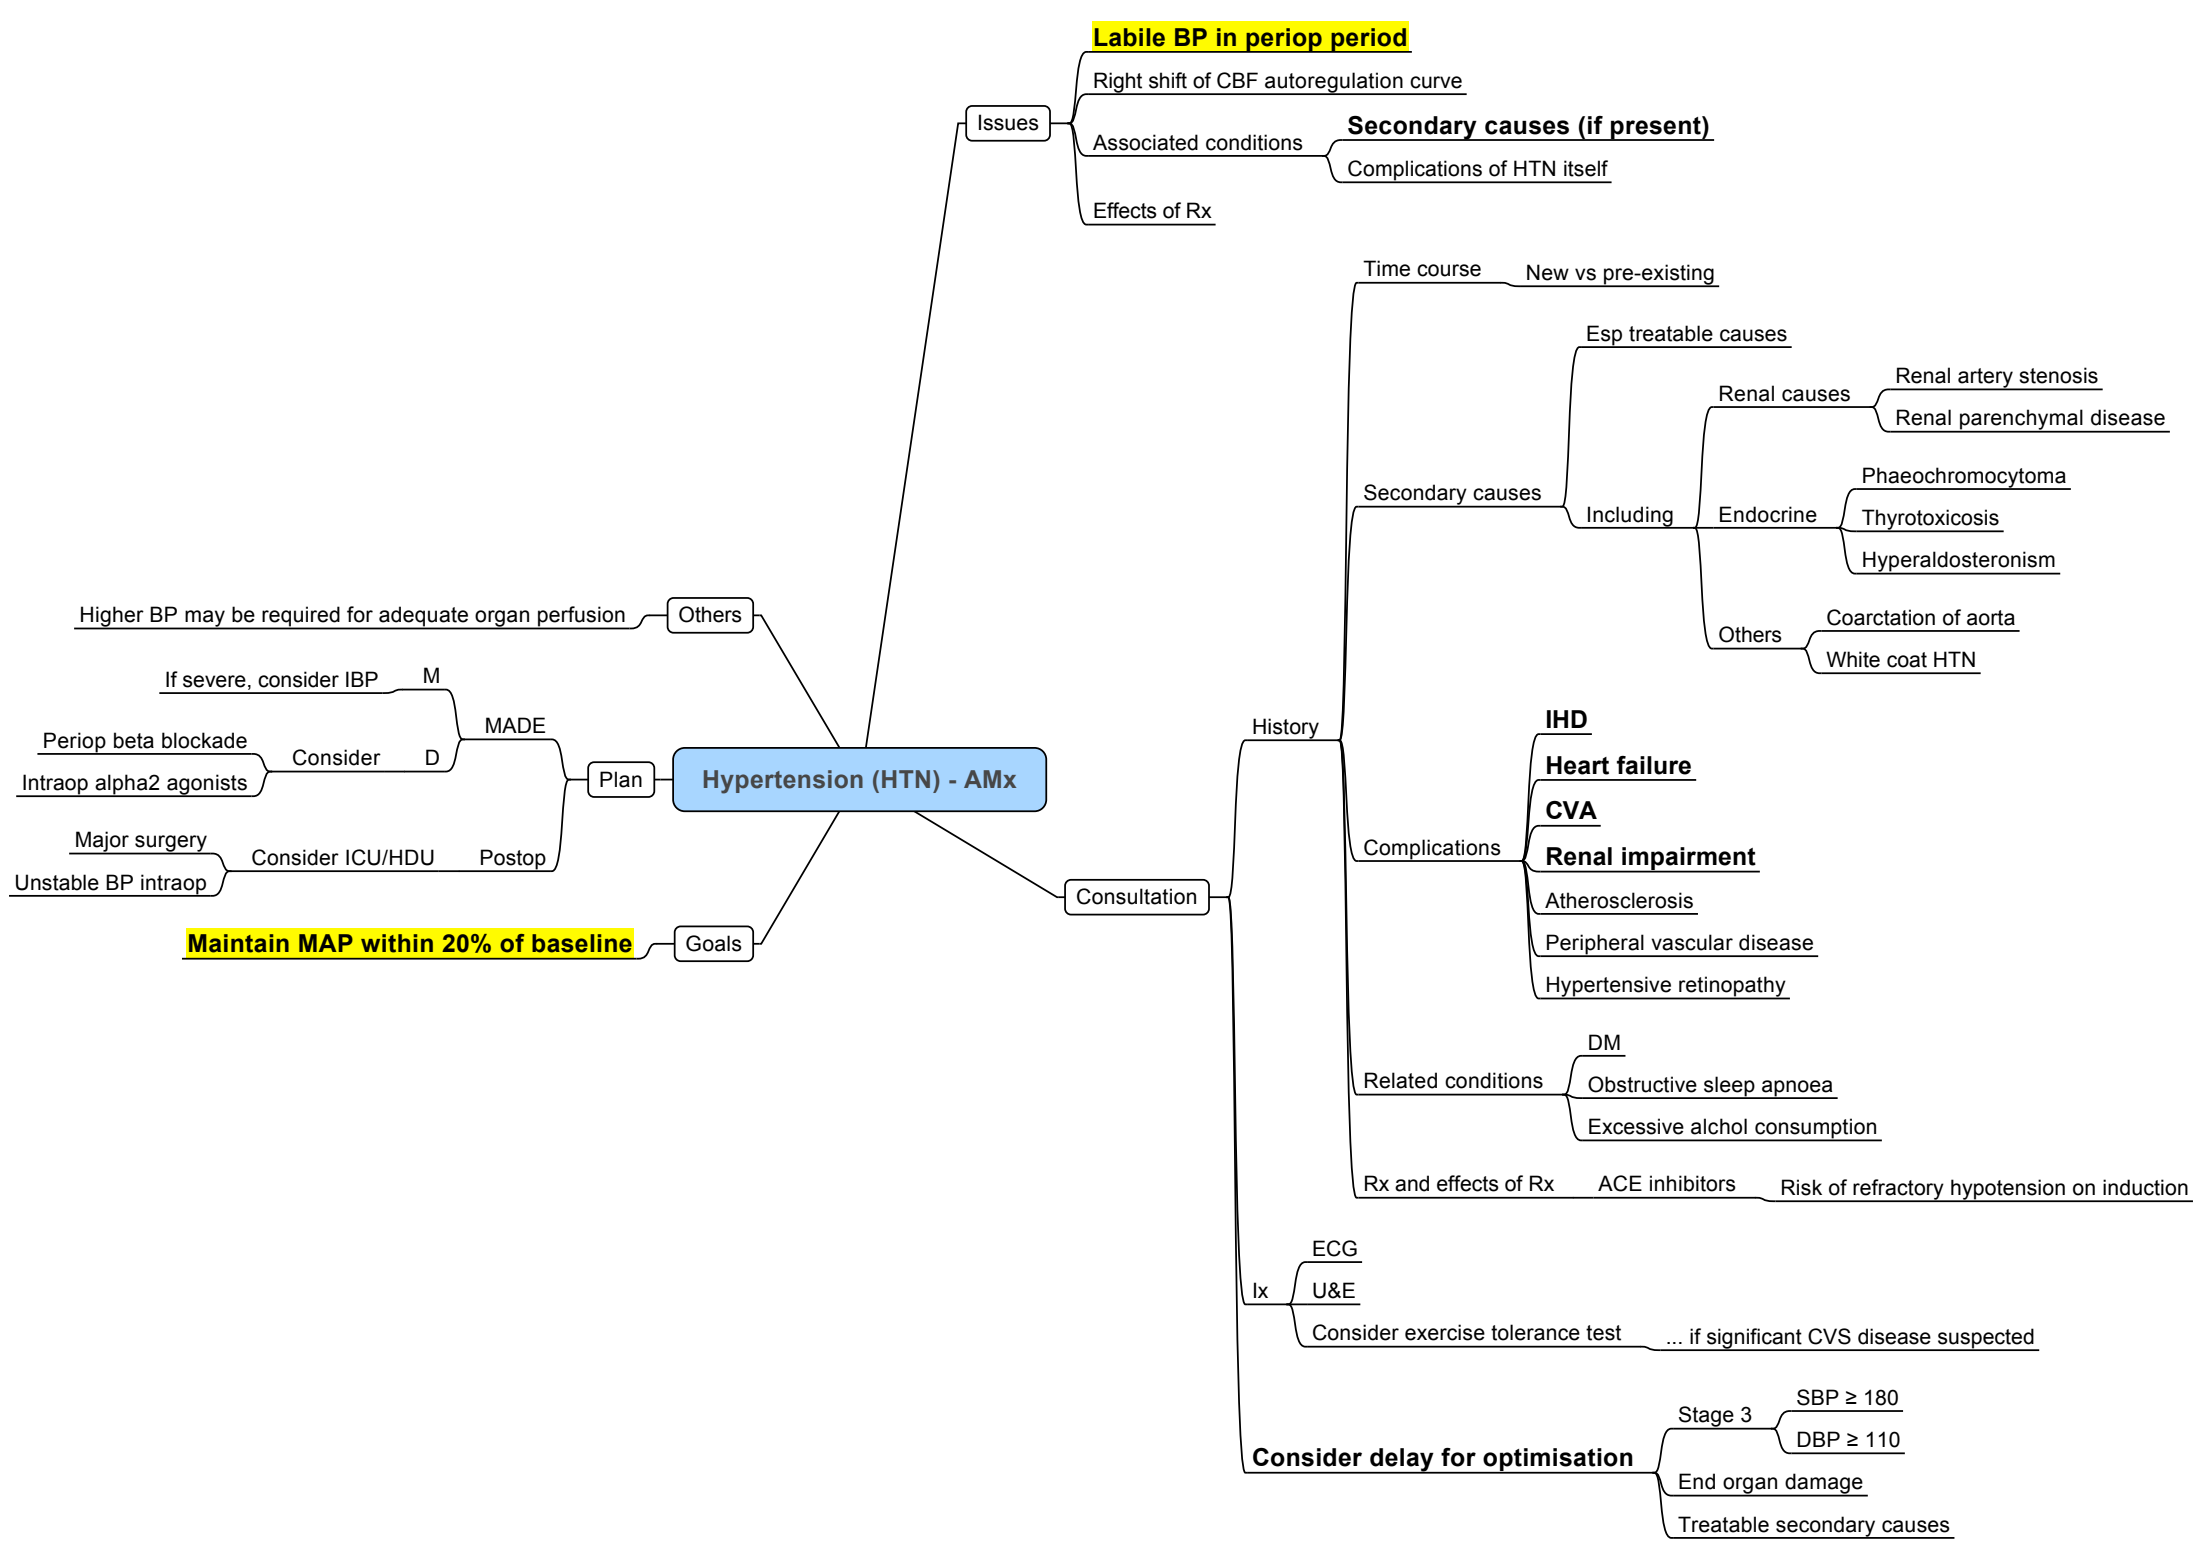 Hypertension (HTN) - AMx
Issues
Labile BP in periop period
Right shift of CBF autoregulation curve
Associated conditions
Secondary causes (if present)
Complications of HTN itself
Effects of Rx
Consultation
History
Time course
New vs pre-existing
Secondary causes
Esp treatable causes
Including
Renal causes
Renal artery stenosis
Renal parenchymal disease
Endocrine
Phaeochromocytoma
Thyrotoxicosis
Hyperaldosteronism
Others
Coarctation of aorta
White coat HTN
Complications
IHD
Heart failure
CVA
Renal impairment
Atherosclerosis
Peripheral vascular disease
Hypertensive retinopathy
Related conditions
DM
Obstructive sleep apnoea
Excessive alchol consumption
Rx and effects of Rx
ACE inhibitors
Risk of refractory hypotension on induction
Ix
ECG
U&E
Consider exercise tolerance test
... if significant CVS disease suspected
Consider delay for optimisation
Stage 3
SBP ≥ 180
DBP ≥ 110
End organ damage
Treatable secondary causes
Goals
Maintain MAP within 20% of baseline
Plan
MADE
M
If severe, consider IBP
D
Consider
Periop beta blockade
Intraop alpha2 agonists
Postop
Consider ICU/HDU
Major surgery
Unstable BP intraop
Others
Higher BP may be required for adequate organ perfusion